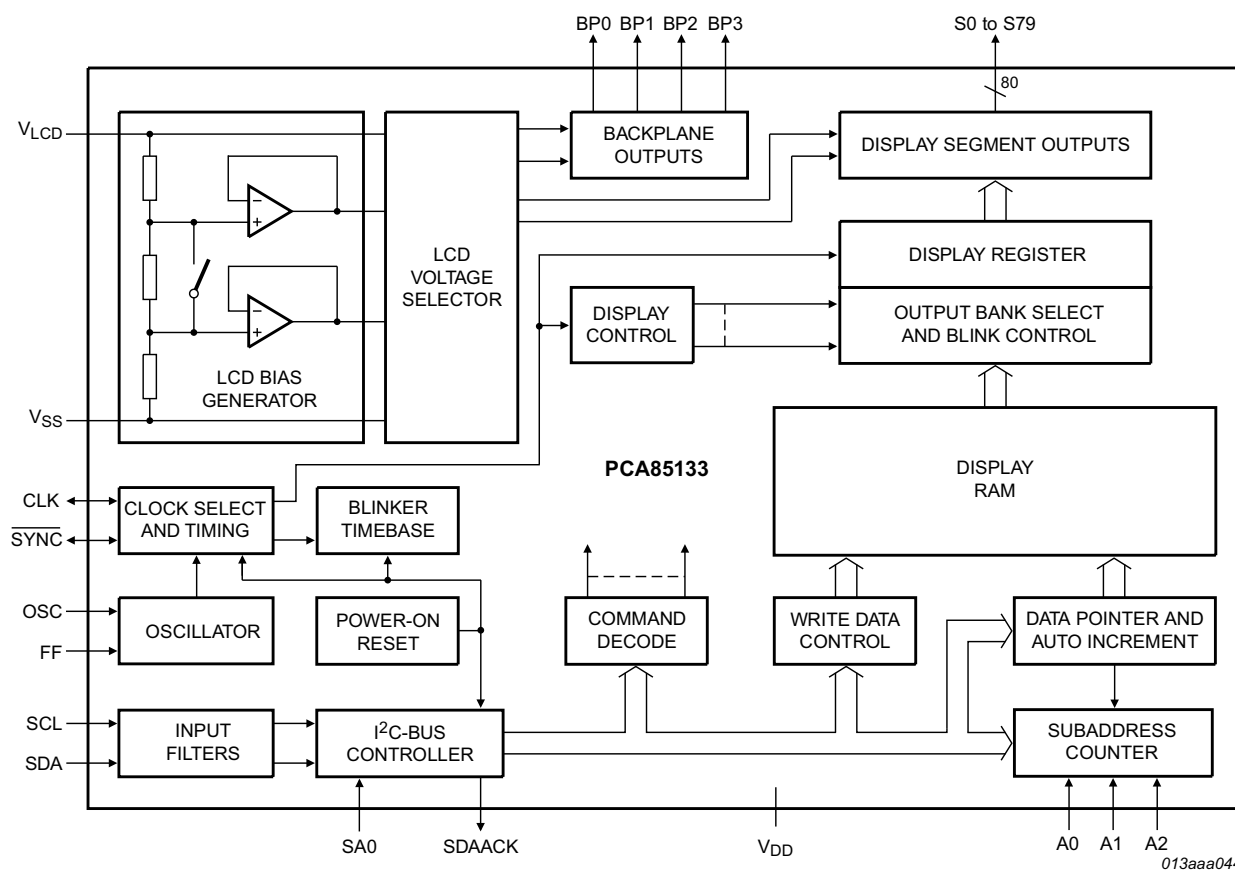 BP0 BP1 BP2 BP3
S0 to S79
80
VLCD
BACKPLANE
OUTPUTS
DISPLAY SEGMENT OUTPUTS
LCD
VOLTAGE
SELECTOR
DISPLAY REGISTER
DISPLAY
CONTROL
OUTPUT BANK SELECT
AND BLINK CONTROL
LCD BIAS
GENERATOR
VSS
PCA85133
DISPLAY
RAM
CLK
SYNC
CLOCK SELECT
AND TIMING
BLINKER
TIMEBASE
OSC
FF
OSCILLATOR
POWER-ON
RESET
COMMAND
DECODE
WRITE DATA
CONTROL
DATA POINTER AND
AUTO INCREMENT
SCL
SDA
INPUT
FILTERS
I2C-BUS
CONTROLLER
SUBADDRESS
COUNTER
SA0
SDAACK
VDD
A0 A1 A2
013aaa044